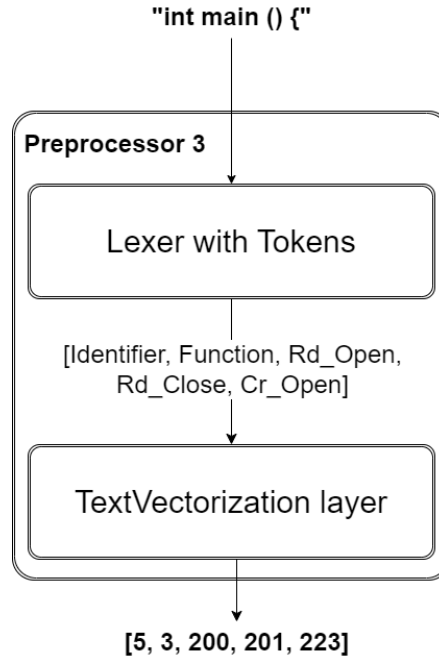 "int main () {"
Preprocessor 3
Lexer with Tokens
[Identifier, Function, Rd_Open,
Rd_Close, Cr_Open]
TextVectorization layer
[5, 3, 200, 201, 223]